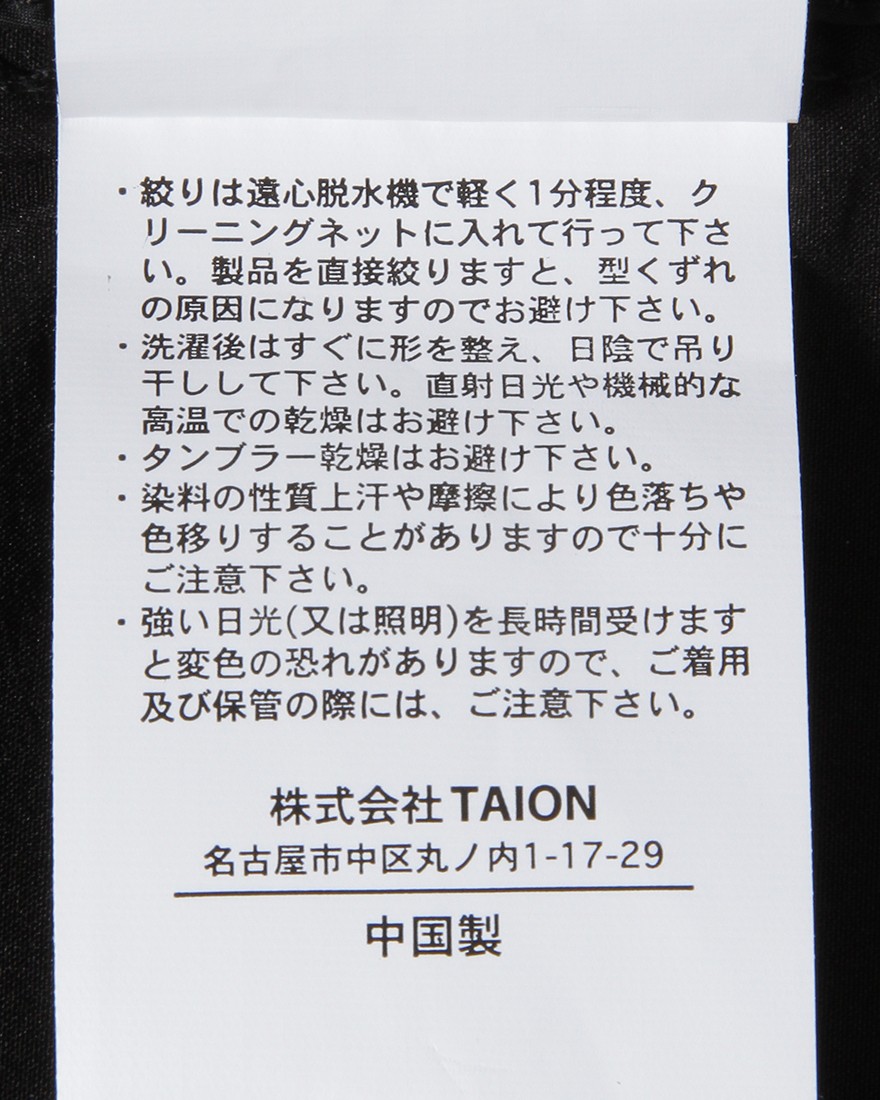 ・絞りは遠心脱水機で軽く1分程度、ク
リーニングネットに入れて行って下さ
い。製品を直接絞りますと、型くずれ
の原因になりますのでお避け下さい。
・洗濯後はすぐに形を整え、日陰で吊り
干しして下さい。直射日光や機械的な
高温での乾燥はお避け下さい。
・タンブラー乾燥はお避け下さい。
・染料の性質上汗や摩擦により色落ちや
色移りすることがありますので十分に
ご注意下さい。
・強い日光(又は照明)を長時間受けます
と変色の恐れがありますので、ご着用
及び保管の際には、ご注意下さい。
株式会社TAION
名古屋市中区丸ノ内1-17-29
中国製